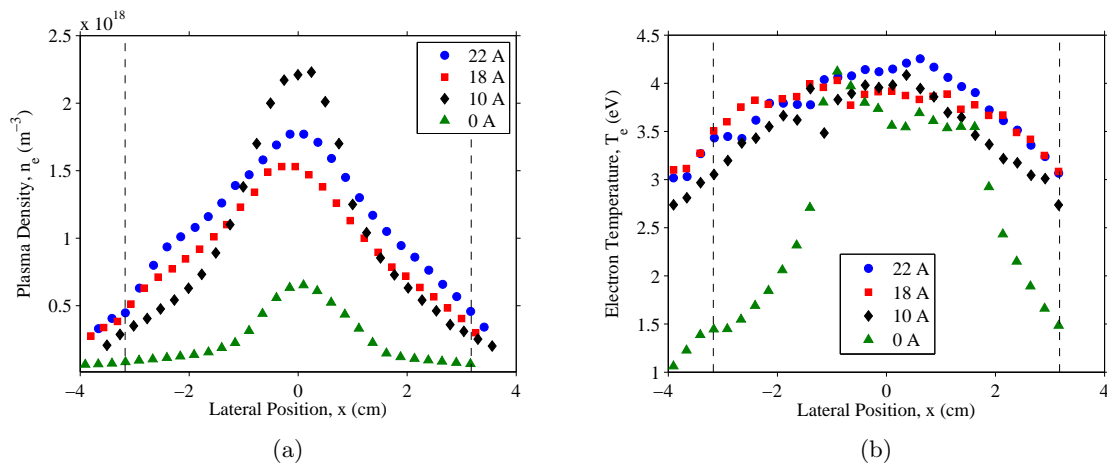 x 10^18
2.5
2
1.5
1
0.5
Plasma Density, n_e (m^−3)
22 A
18 A
10 A
0 A
−4 −2 0 2 4
Lateral Position, x (cm)
(a)
4.5
4
3.5
3
2.5
2
1.5
1
Electron Temperature, T_e (eV)
22 A
18 A
10 A
0 A
−4 −2 0 2 4
Lateral Position, x (cm)
(b)